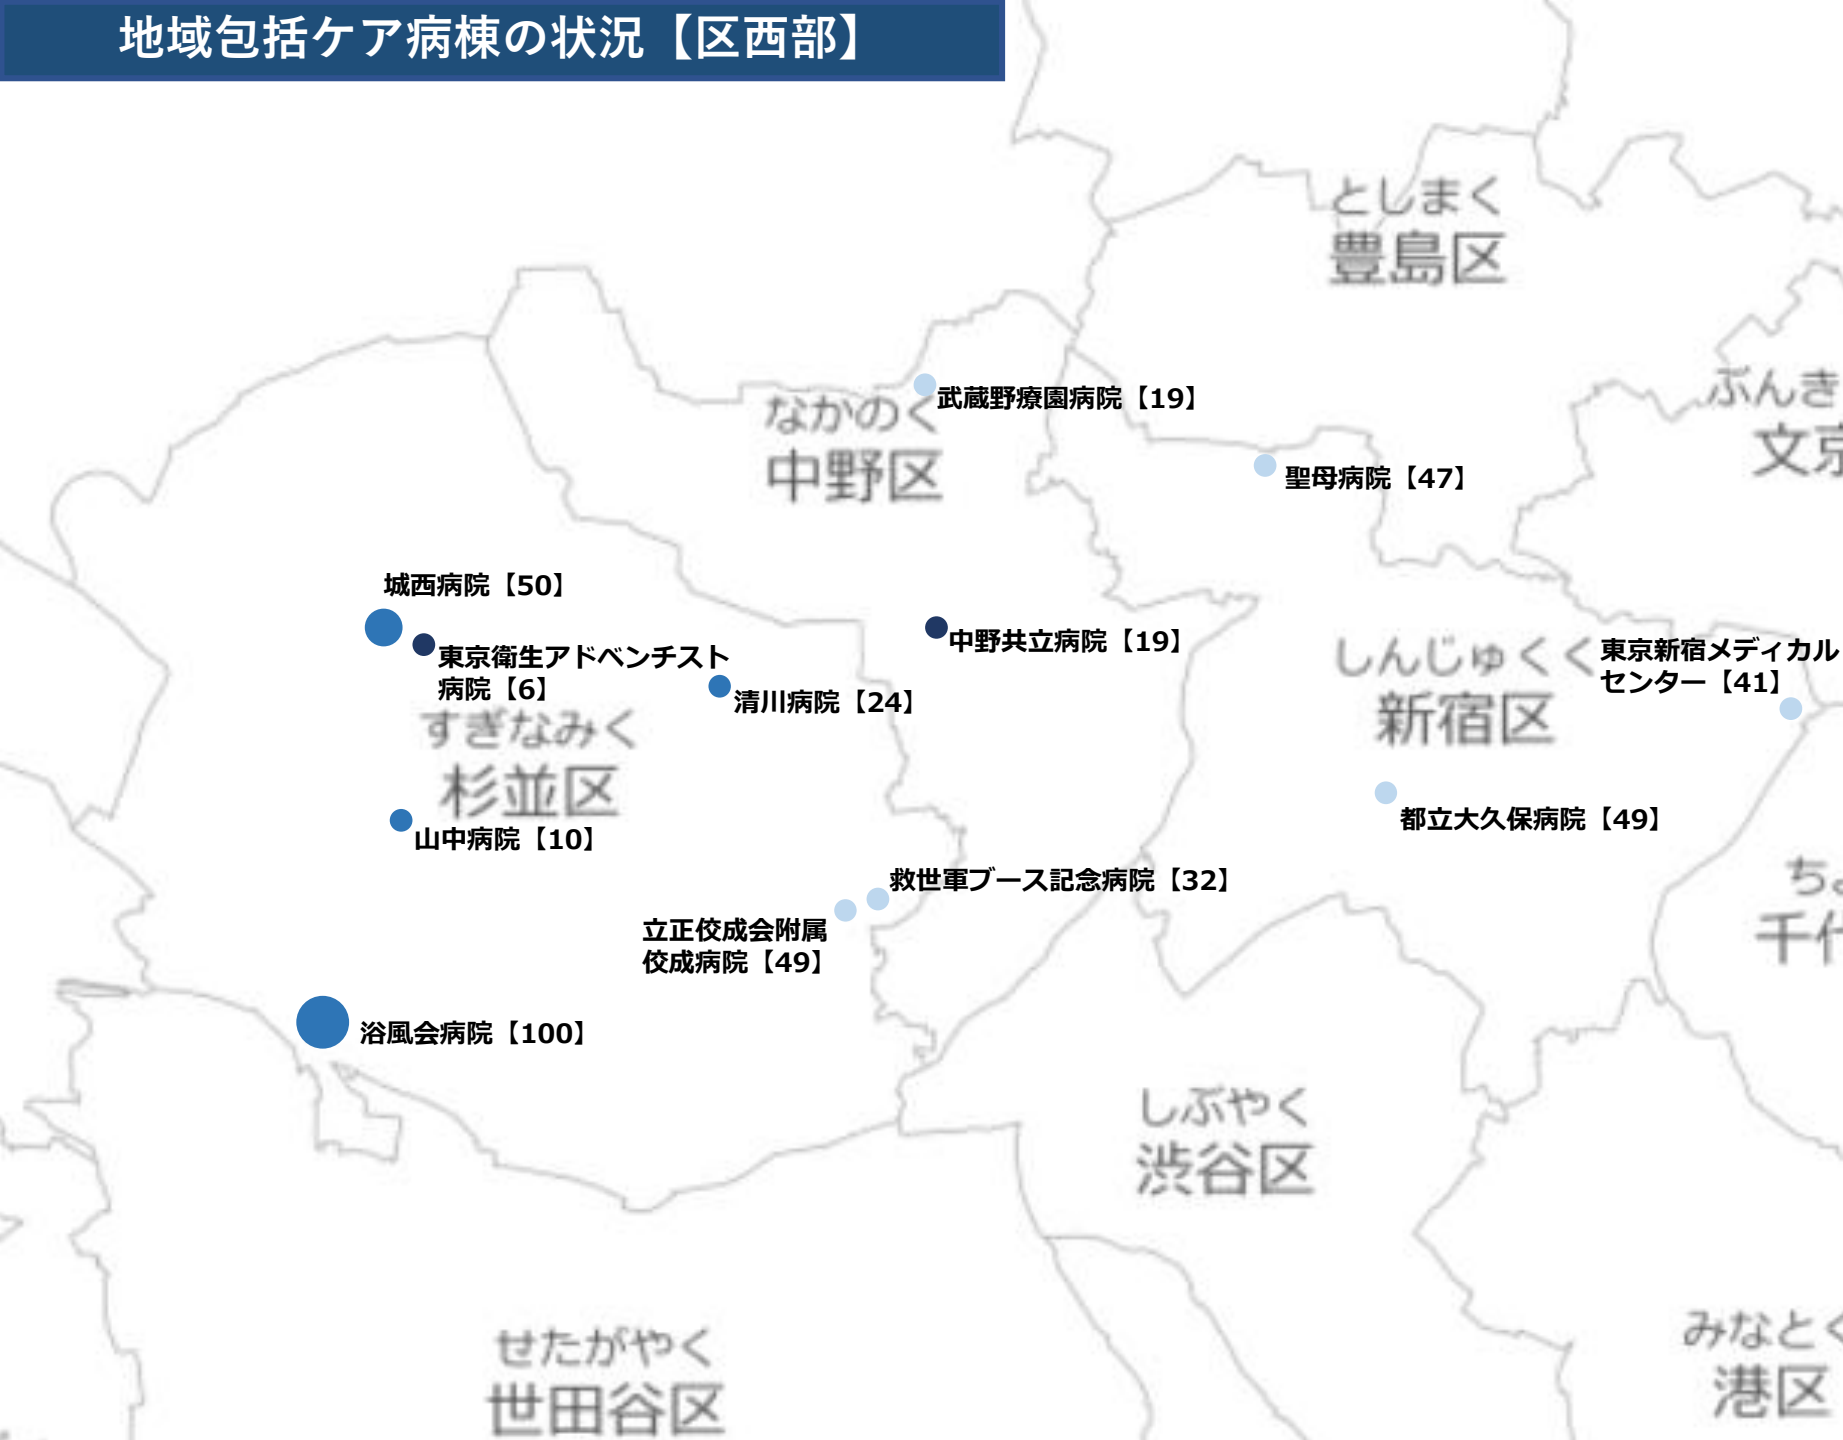 地域包括ケア病棟の状況【区西部】
としまく
豊島区
ぶんき
文京
武蔵野療園病院【19】
なかのく
中野区
聖母病院【47】
城西病院【50】
東京衛生アドベンチスト
病院【6】
清川病院【24】
中野共立病院【19】
しんじゅくく
新宿区
東京新宿メディカル
センター【41】
すぎなみく
杉並区
山中病院【10】
都立大久保病院【49】
救世軍ブース記念病院【32】
立正佼成会附属
佼成病院【49】
ち
千代
浴風会病院【100】
しぶやく
渋谷区
せたがやく
世田谷区
みなとく
港区